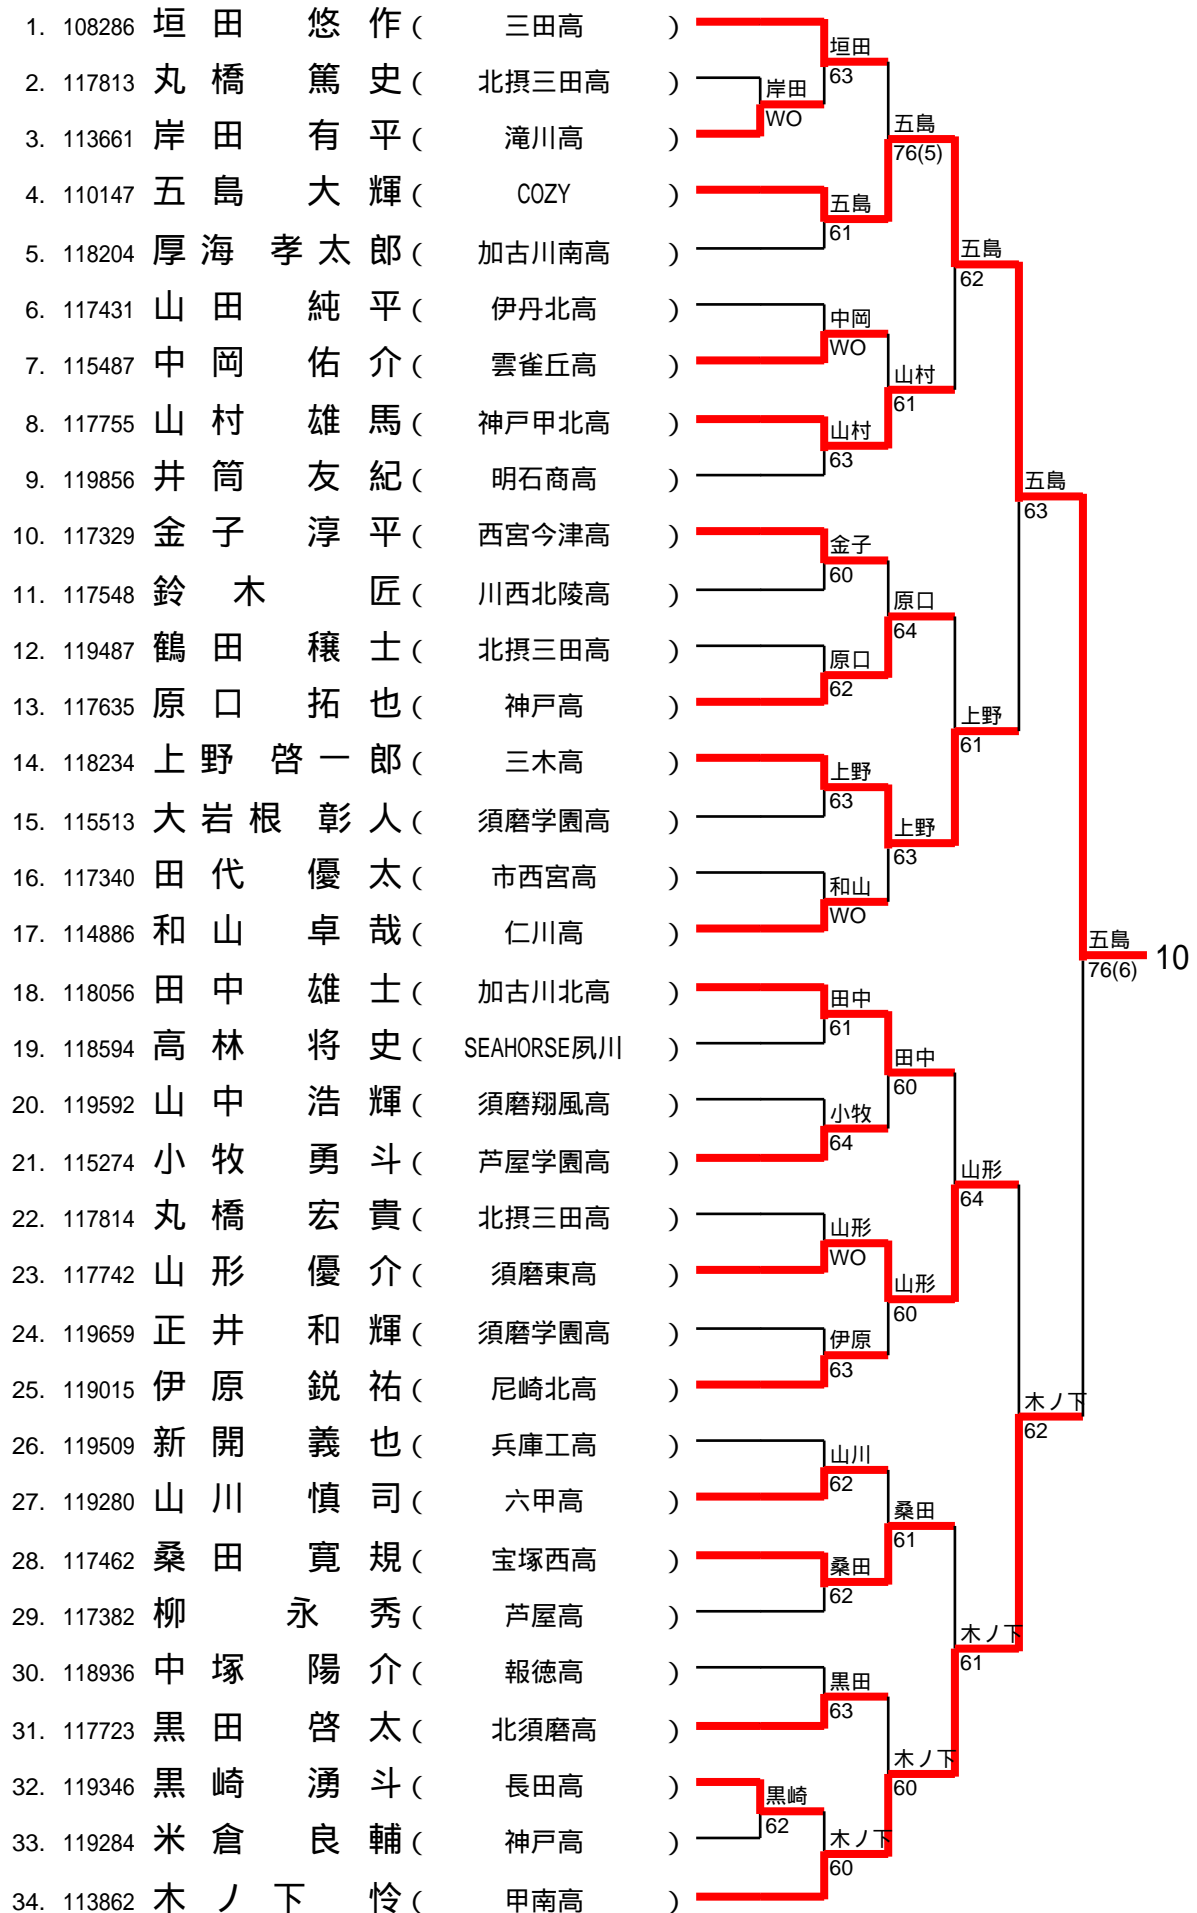 1. 108286 垣田 悠作 ( 三田高 )
垣田
63
2. 117813 丸橋 篤史 ( 北摂三田高 )
岸田
WO
3. 113661 岸田 有平 ( 滝川高 )
五島
76(5)
4. 110147 五島 大輝 ( COZY )
五島
61
5. 118204 厚海 孝太郎 ( 加古川南高 )
五島
62
6. 117431 山田 純平 ( 伊丹北高 )
中岡
WO
7. 115487 中岡 佑介 ( 雲雀丘高 )
山村
61
8. 117755 山村 雄馬 ( 神戸甲北高 )
山村
63
9. 119856 井筒 友紀 ( 明石商高 )
五島
63
10. 117329 金子 淳平 ( 西宮今津高 )
金子
60
11. 117548 鈴木 匠 ( 川西北陵高 )
原口
64
12. 119487 鶴田 穣士 ( 北摂三田高 )
原口
62
13. 117635 原口 拓也 ( 神戸高 )
上野
61
14. 118234 上野 啓一郎 ( 三木高 )
上野
63
15. 115513 大岩根 彰人 ( 須磨学園高 )
上野
63
16. 117340 田代 優太 ( 市西宮高 )
和山
WO
17. 114886 和山 卓哉 ( 仁川高 )
五島 10
76(6)
18. 118056 田中 雄士 ( 加古川北高 )
田中
61
19. 118594 高林 将史 ( SEAHORSE夙川 )
田中
60
20. 119592 山中 浩輝 ( 須磨翔風高 )
小牧
64
21. 115274 小牧 勇斗 ( 芦屋学園高 )
山形
64
22. 117814 丸橋 宏貴 ( 北摂三田高 )
山形
WO
23. 117742 山形 優介 ( 須磨東高 )
山形
60
24. 119659 正井 和輝 ( 須磨学園高 )
伊原
63
25. 119015 伊原 鋭祐 ( 尼崎北高 )
木ノ下
62
26. 119509 新開 義也 ( 兵庫工高 )
山川
62
27. 119280 山川 慎司 ( 六甲高 )
桑田
61
28. 117462 桑田 寛規 ( 宝塚西高 )
桑田
62
29. 117382 柳 永秀 ( 芦屋高 )
木ノ下
61
30. 118936 中塚 陽介 ( 報徳高 )
黒田
63
31. 117723 黒田 啓太 ( 北須磨高 )
木ノ下
60
32. 119346 黒崎 湧斗 ( 長田高 )
黒崎
62
33. 119284 米倉 良輔 ( 神戸高 )
木ノ下
60
34. 113862 木ノ下 怜 ( 甲南高 )